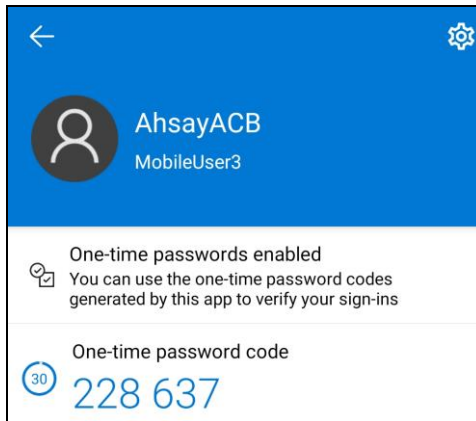 AhsayACB
MobileUser3
One-time passwords enabled
You can use the one-time password codes
generated by this app to verify your sign-ins
One-time password code
30
228 637